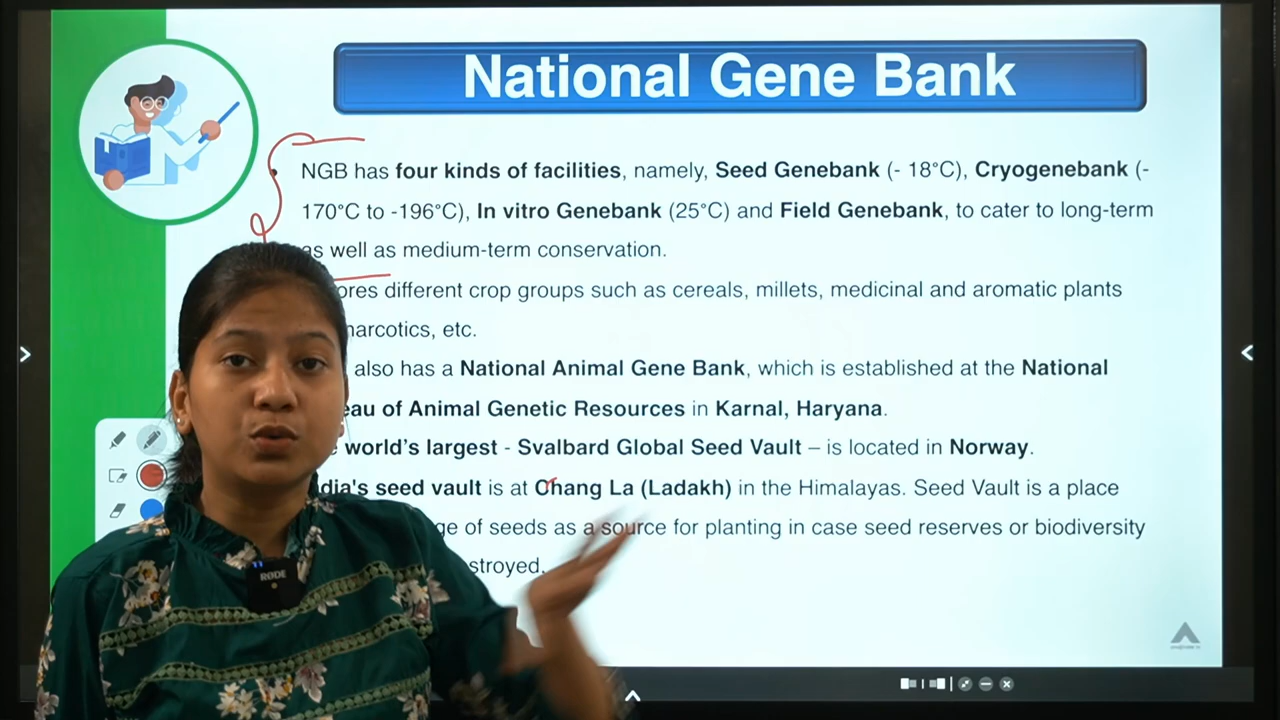 National Gene Bank
NGB has four kinds of facilities, namely, Seed Genebank (- 18°C), Cryogenebank (-
170°C to -196°C), In vitro Genebank (25°C) and Field Genebank, to cater to long-term
as well as medium-term conservation.
different crop groups such as cereals, millets, medicinal and aromatic plants
narcotics, etc.
also has a National Animal Gene Bank, which is established at the National
of Animal Genetic Resources in Karnal, Haryana.
world's largest - Svalbard Global Seed Vault – is located in Norway.
seed vault is at Chang La (Ladakh) in the Himalayas. Seed Vault is a place
of seeds as a source for planting in case seed reserves or biodiversity
RODE